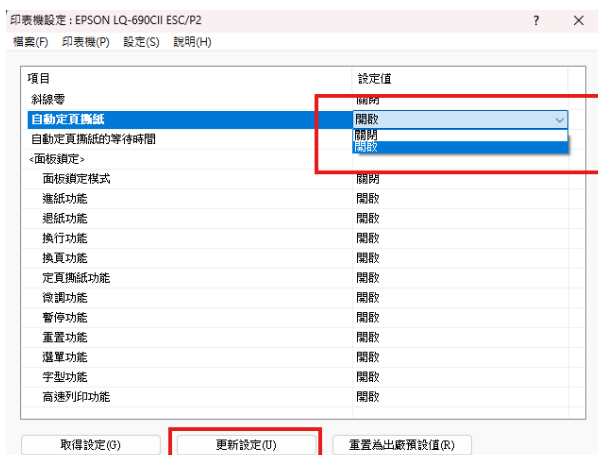 印表機設定 : EPSON LQ-690CII ESC/P2 ? ×
檔案(F) 印表機(P) 設定(S) 說明(H)
項目 設定值
斜線零 關閉
自動定頁撕紙 開啟
關閉
自動定頁撕紙的等待時間
開啟
<面板鎖定>
面板鎖定模式 關閉
進紙功能 開啟
退紙功能 開啟
換行功能 開啟
換頁功能 開啟
定頁撕紙功能 開啟
微調功能 開啟
暫停功能 開啟
重置功能 開啟
選單功能 開啟
字型功能 開啟
高速列印功能 開啟
取得設定(G) 更新設定(U) 重置為出廠預設值(R)